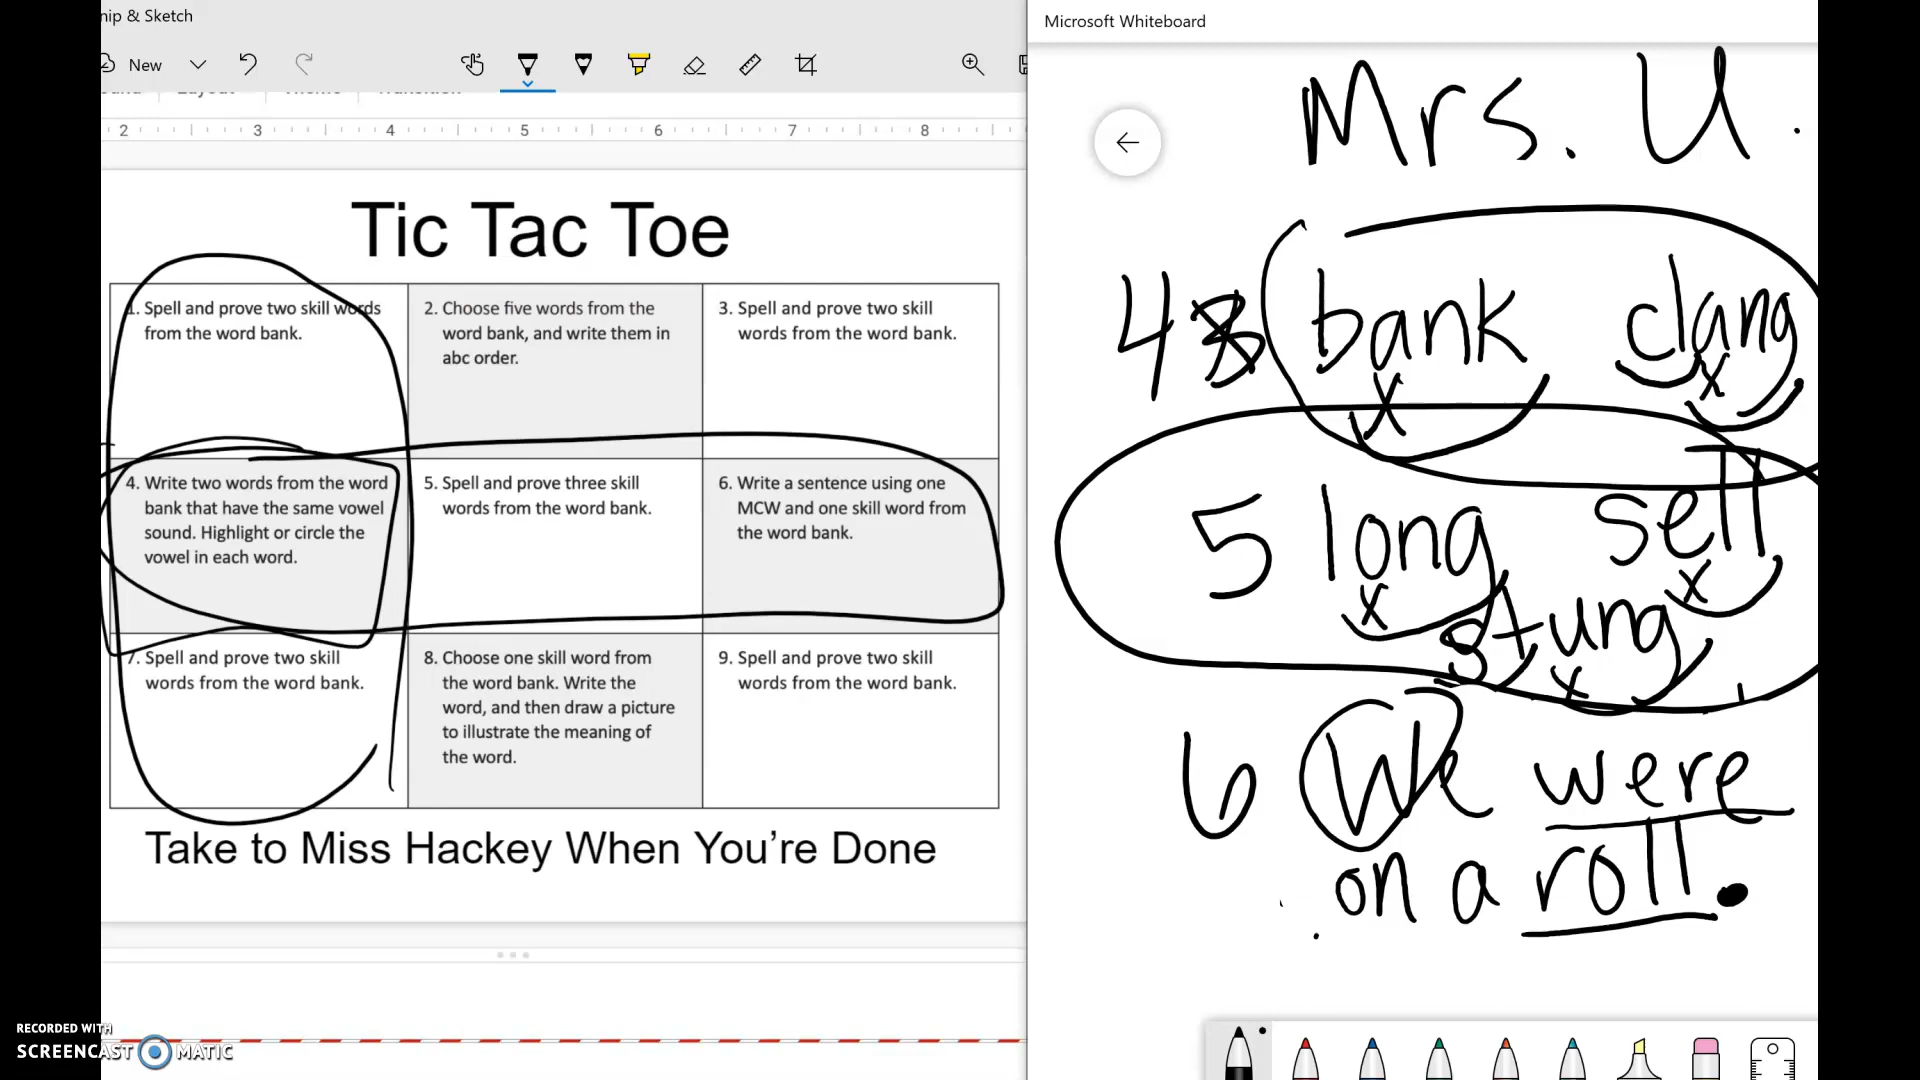 nip & Sketch
New
2 3 4 5 6 7 8
Tic Tac Toe
1. Spell and prove two skill words
from the word bank.
2. Choose five words from the
word bank, and write them in
abc order.
3. Spell and prove two skill
words from the word bank.
4. Write two words from the word
bank that have the same vowel
sound. Highlight or circle the
vowel in each word.
5. Spell and prove three skill
words from the word bank.
6. Write a sentence using one
MCW and one skill word from
the word bank.
7. Spell and prove two skill
words from the word bank.
8. Choose one skill word from
the word bank. Write the
word, and then draw a picture
to illustrate the meaning of
the word.
9. Spell and prove two skill
words from the word bank.
Take to Miss Hackey When You're Done
RECORDED WITH
SCREENCAST MATIC
Microsoft Whiteboard
Mrs. U.
4 bank clang
x x
5 long sell
x x
stung
x
6 We were
on a roll.